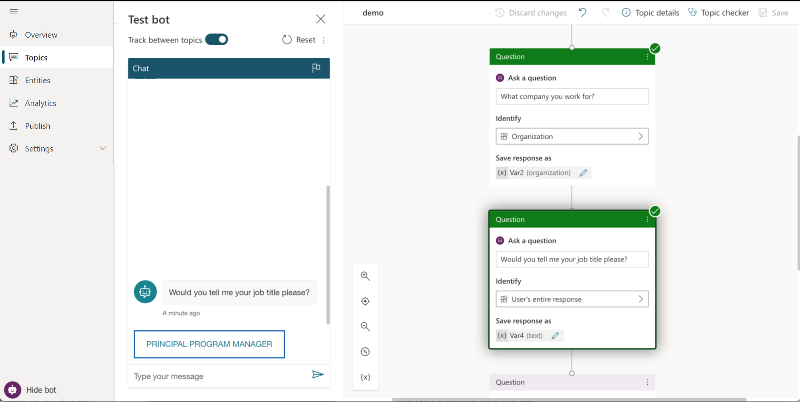 Test bot
Track between topics
Reset
Overview
Topics
Entities
Analytics
Publish
Settings
Hide bot
Chat
Would you tell me your job title please?
A minute ago
PRINCIPAL PROGRAM MANAGER
Type your message
demo
Discard changes
Topic details
Topic checker
Save
Question
Ask a question
What company you work for?
Identify
Organization
Save response as
{x} Var2 (organization)
Question
Ask a question
Would you tell me your job title please?
Identify
User's entire response
Save response as
{x} Var4 (text)
Question
{x}